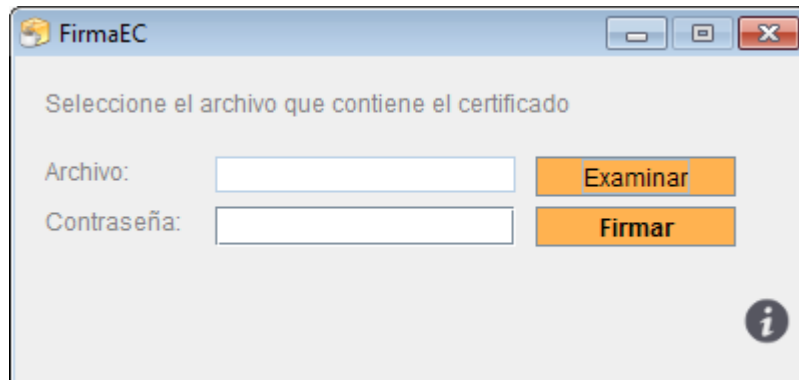 FirmaEC
Seleccione el archivo que contiene el certificado
Archivo: Examinar
Contraseña: Firmar
i